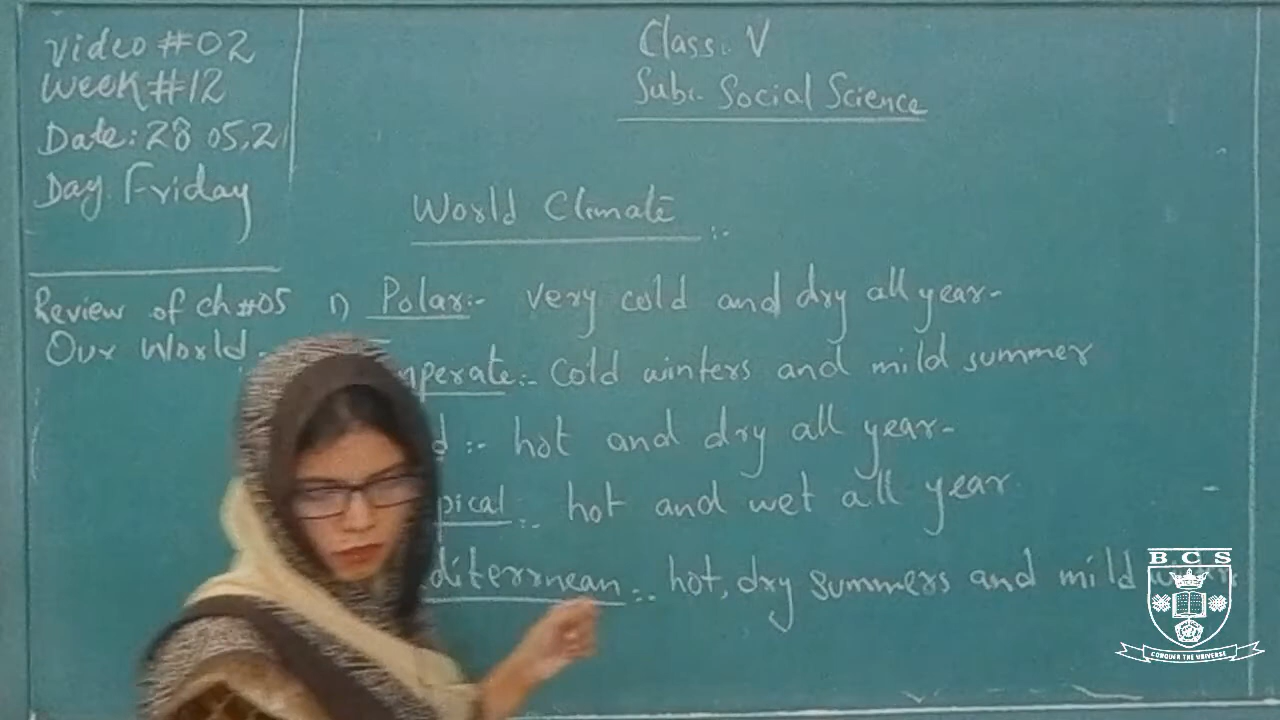 Video #02
Week #12
Date: 28 05,21
Day. Friday
Class:. V
Sub:. Social Science
World Climate :-
Review of ch #05
Our World.
1) Polar:- Very cold and dry all year.
mperate:- Cold winters and mild summer
d :- hot and dry all year.
pical:- hot and wet all year.
diterrnean:. hot, dry summers and mild
BCS
CONQUER THE UNIVERSE